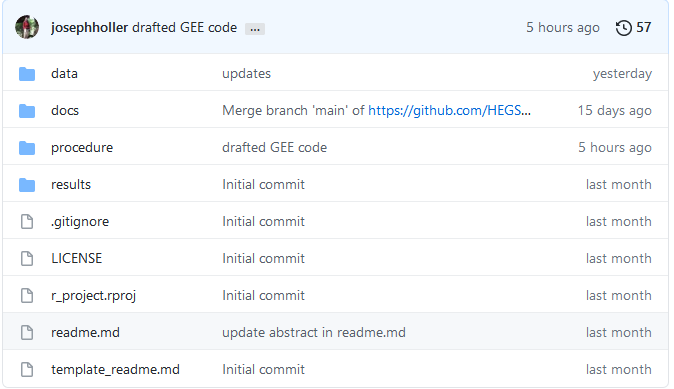 josephholler drafted GEE code ... 5 hours ago 57
data updates yesterday
docs Merge branch 'main' of https://github.com/HEGS... 15 days ago
procedure drafted GEE code 5 hours ago
results Initial commit last month
.gitignore Initial commit last month
LICENSE Initial commit last month
r_project.rproj Initial commit last month
readme.md update abstract in readme.md last month
template_readme.md Initial commit last month